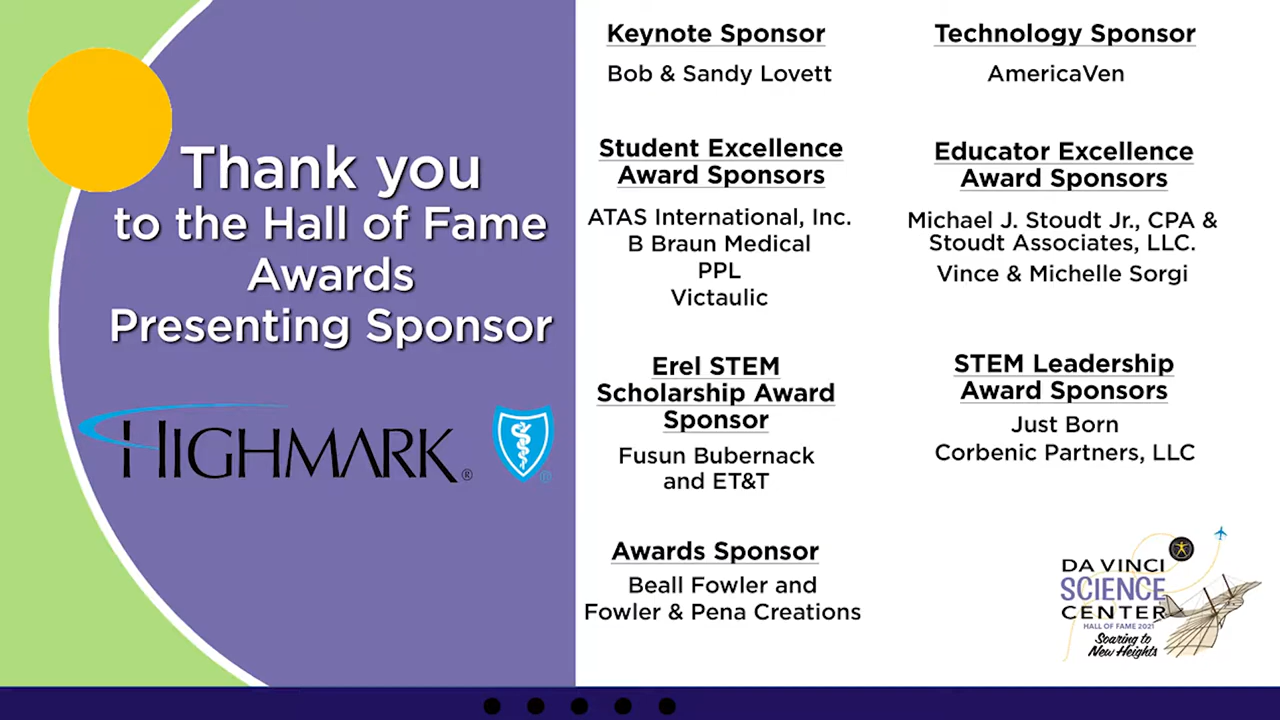 Thank you
to the Hall of Fame
Awards
Presenting Sponsor
HIGHMARK®
®
Keynote Sponsor
Bob & Sandy Lovett
Student Excellence
Award Sponsors
ATAS International, Inc.
B Braun Medical
PPL
Victaulic
Erel STEM
Scholarship Award
Sponsor
Fusun Bubernack
and ET&T
Awards Sponsor
Beall Fowler and
Fowler & Pena Creations
Technology Sponsor
AmericaVen
Educator Excellence
Award Sponsors
Michael J. Stoudt Jr., CPA &
Stoudt Associates, LLC.
Vince & Michelle Sorgi
STEM Leadership
Award Sponsors
Just Born
Corbenic Partners, LLC
DA VINCI
SCIENCE
CENTER
HALL OF FAME 2021
Soaring to
New Heights